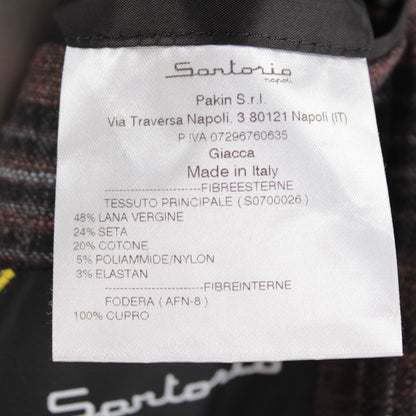 Sartorio
napoli
Pakin S.r.l.
Via Traversa Napoli, 3 80121 Napoli (IT)
P.IVA 07296760635
Giacca
Made in Italy
--------------------FIBREESTERNE
TESSUTO PRINCIPALE ( S0700026 )
48% LANA VERGINE
24% SETA
20% COTONE
5% POLIAMMIDE/NYLON
3% ELASTAN
--------------------FIBREINTERNE
FODERA ( AFN-8 )
100% CUPRO
Sartorio